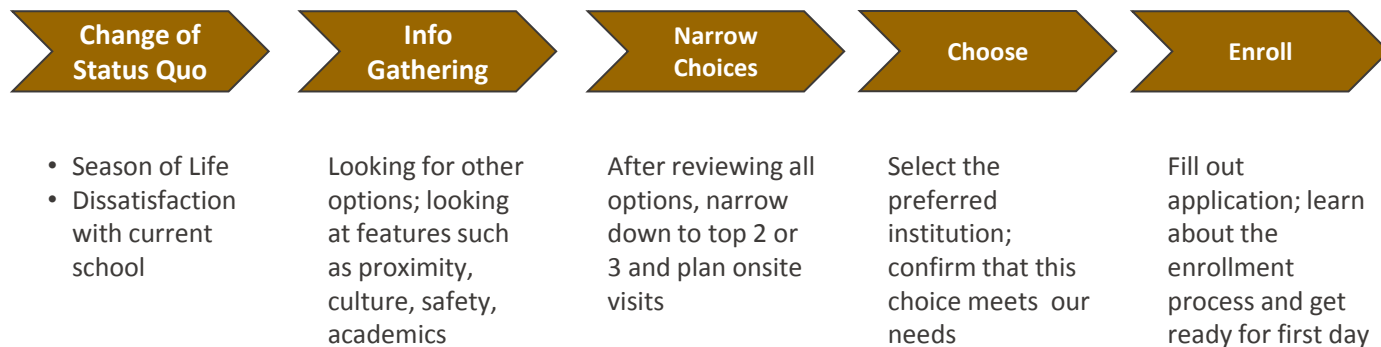 Change of
Status Quo
Info
Gathering
Narrow
Choices
Choose
Enroll
• Season of Life
• Dissatisfaction
with current
school
Looking for other
options; looking
at features such
as proximity,
culture, safety,
academics
After reviewing all
options, narrow
down to top 2 or
3 and plan onsite
visits
Select the
preferred
institution;
confirm that this
choice meets  our
needs
Fill out
application; learn
about the
enrollment
process and get
ready for first day